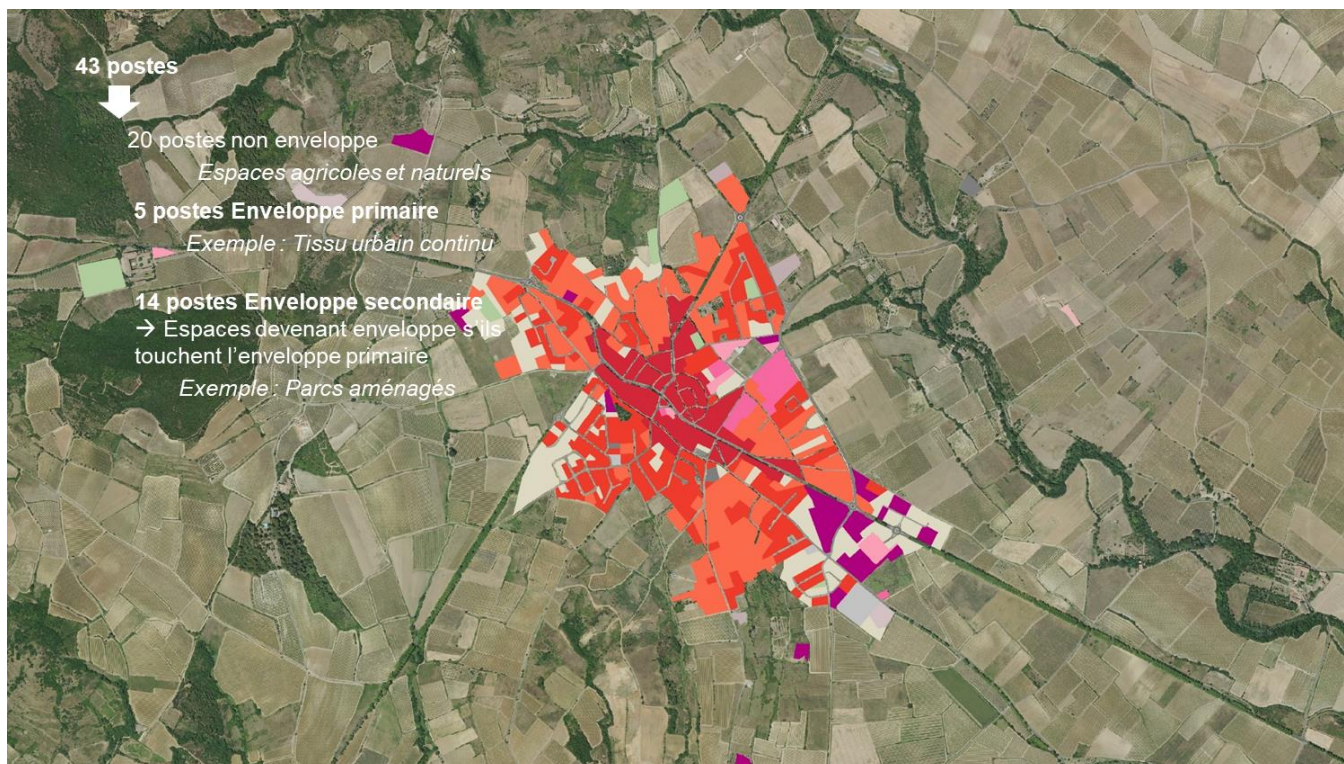 43 postes
20 postes non enveloppe
Espaces agricoles et naturels
5 postes Enveloppe primaire
Exemple : Tissu urbain continu
14 postes Enveloppe secondaire
→ Espaces devenant enveloppe s'ils
touchent l'enveloppe primaire
Exemple : Parcs aménagés